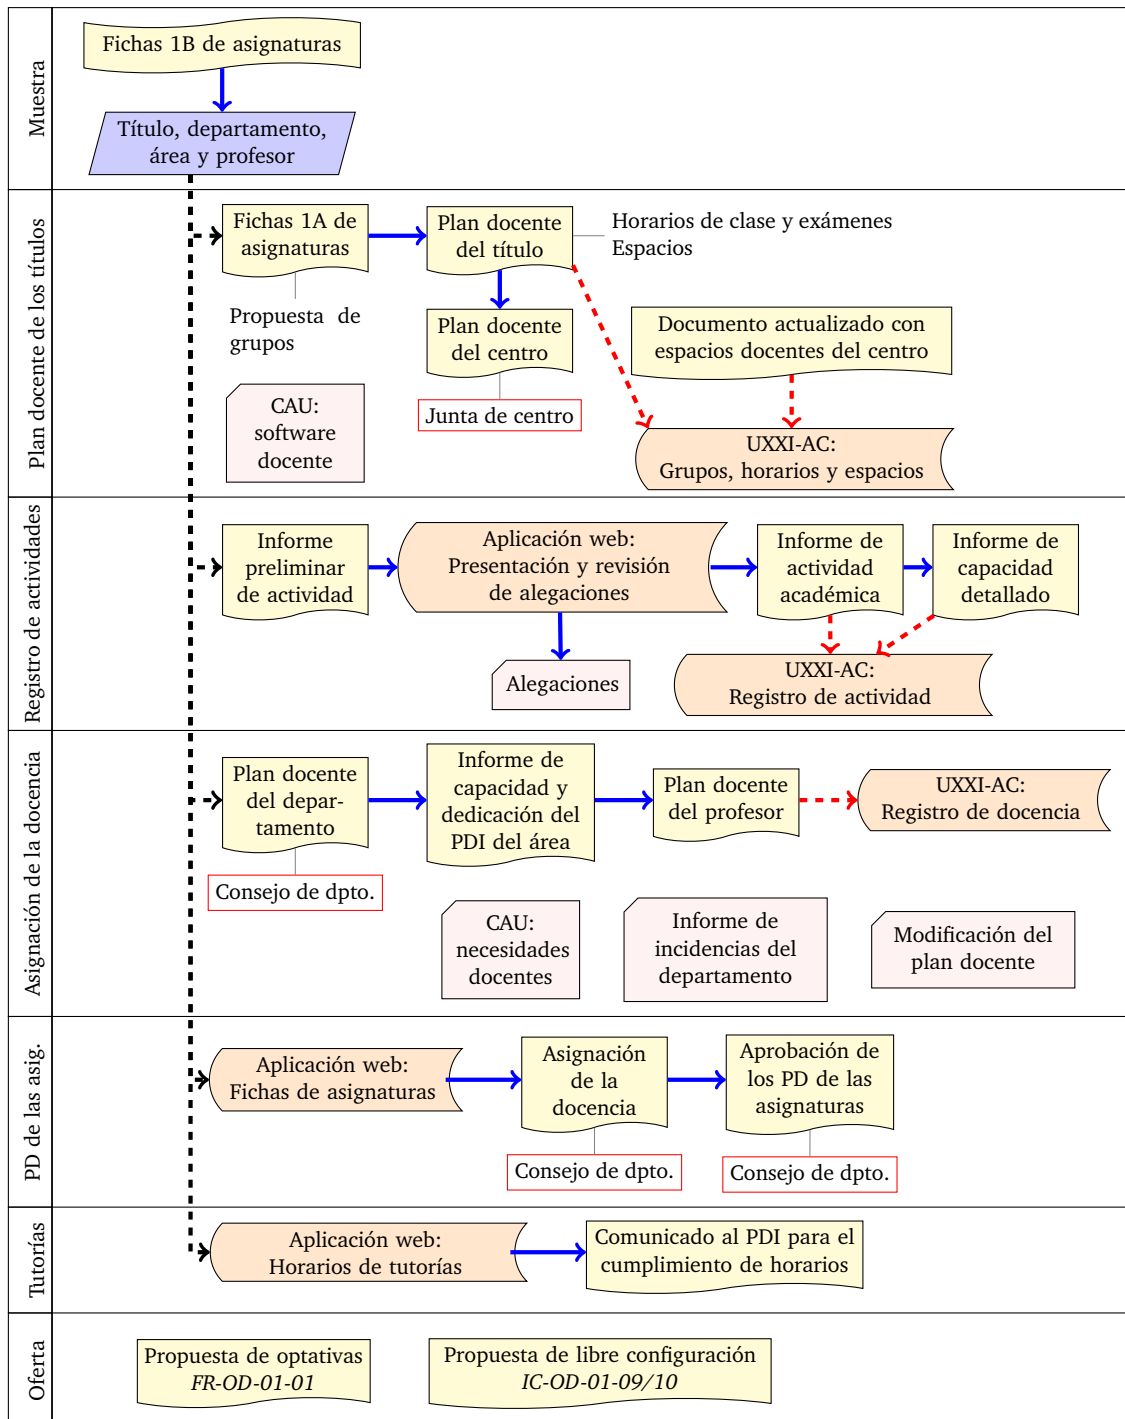 Muestra
Fichas 1B de asignaturas
Título, departamento,
área y profesor
Plan docente de los títulos
Fichas 1A de
asignaturas
Plan docente
del título
Horarios de clase y exámenes
Espacios
Propuesta de
grupos
Plan docente
del centro
Documento actualizado con
espacios docentes del centro
CAU:
software
docente
Junta de centro
UXXI-AC:
Grupos, horarios y espacios
Registro de actividades
Informe
preliminar
de actividad
Aplicación web:
Presentación y revisión
de alegaciones
Informe de
actividad
académica
Informe de
capacidad
detallado
Alegaciones
UXXI-AC:
Registro de actividad
Asignación de la docencia
Plan docente
del depar-
tamento
Informe de
capacidad y
dedicación del
PDI del área
Plan docente
del profesor
UXXI-AC:
Registro de docencia
Consejo de dpto.
CAU:
necesidades
docentes
Informe de
incidencias del
departamento
Modificación del
plan docente
PD de las asig.
Aplicación web:
Fichas de asignaturas
Asignación
de la
docencia
Aprobación de
los PD de las
asignaturas
Consejo de dpto.
Consejo de dpto.
Tutorías
Aplicación web:
Horarios de tutorías
Comunicado al PDI para el
cumplimiento de horarios
Oferta
Propuesta de optativas
FR-OD-01-01
Propuesta de libre configuración
IC-OD-01-09/10